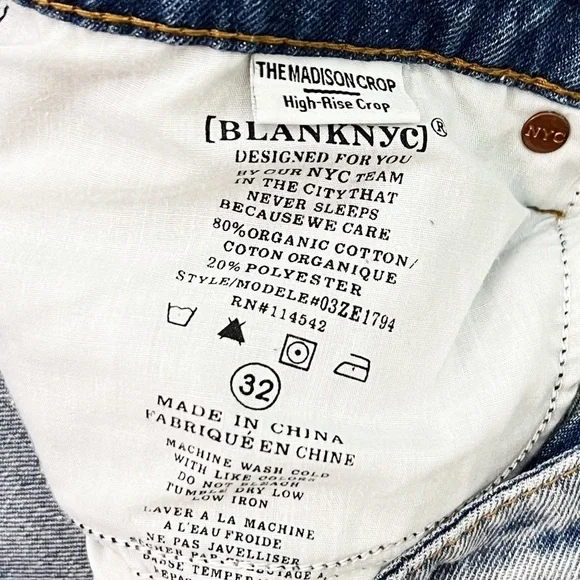 THE MADISON CROP
High-Rise Crop
[BLANKNYC]®
NYC
DESIGNED FOR YOU
BY OUR NYC TEAM
IN THE CITY THAT
NEVER SLEEPS
BECAUSE WE CARE
80% ORGANIC COTTON/
COTON ORGANIQUE
20% POLYESTER
STYLE/MODELE#03ZE1794
RN#114542
32
MADE IN CHINA
FABRIQUÉ EN CHINE
MACHINE WASH COLD
WITH LIKE COLORS
DO NOT BLEACH
TUMBLE DRY LOW
LOW IRON
LAVER A LA MACHINE
A L'EAU FROIDE
NE PAS JAVELLISER
PAR
BASSE